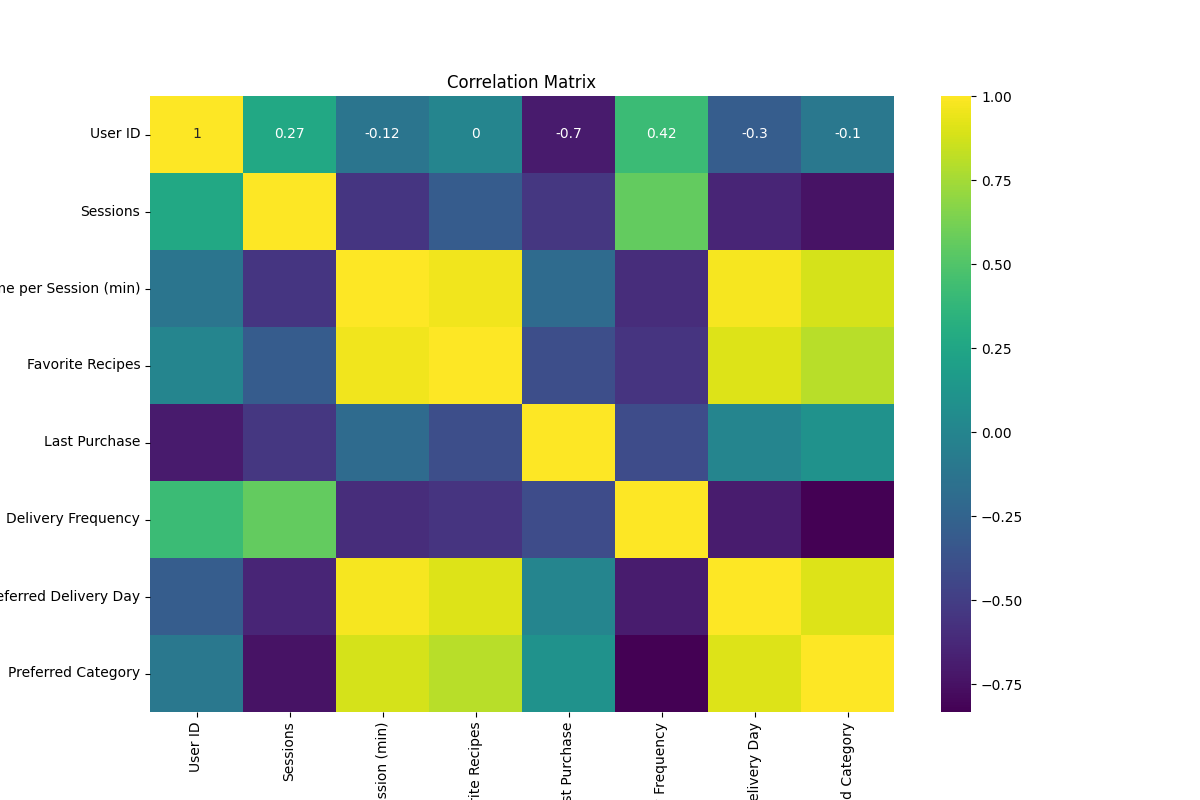 Correlation Matrix
User ID
1 0.27 -0.12 0 -0.7 0.42 -0.3 -0.1
Sessions
ne per Session (min)
Favorite Recipes
Last Purchase
Delivery Frequency
eferred Delivery Day
Preferred Category
User ID
Sessions
ssion (min)
rite Recipes
st Purchase
Frequency
elivery Day
d Category
1.00
0.75
0.50
0.25
0.00
−0.25
−0.50
−0.75